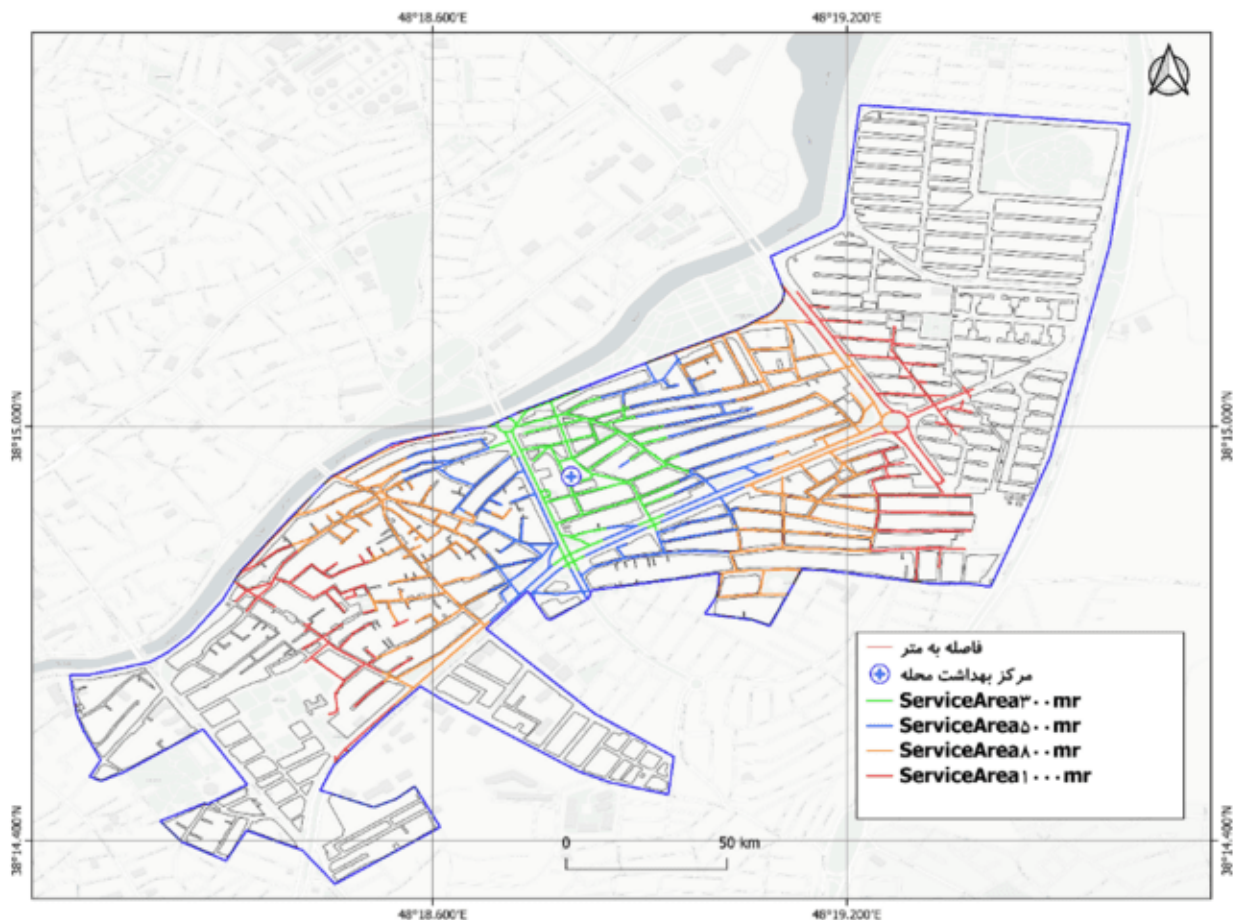 48°18.600'E
48°19.200'E
38°15.000'N
38°15.000'N
فاصله به متر
مرکز بهداشت محله
ServiceArea۳۰۰mr
ServiceArea۵۰۰mr
ServiceArea۸۰۰mr
ServiceArea۱۰۰۰mr
0
50 km
38°14.400'N
38°14.400'N
48°18.600'E
48°19.200'E